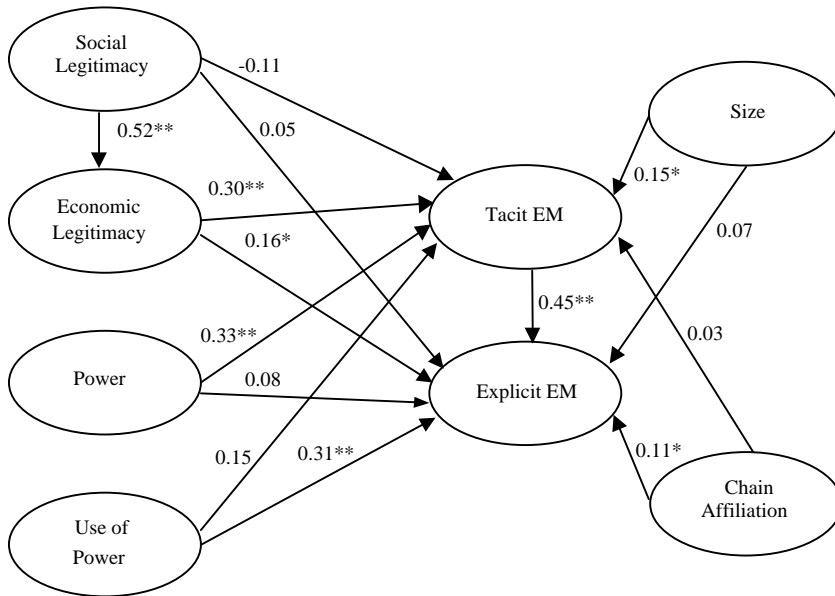 Social
Legitimacy
-0.11
Size
0.52**
0.05
0.30**
0.15*
Economic
Legitimacy
Tacit EM
0.16*
0.07
0.45**
0.33**
0.03
Power
0.08
Explicit EM
0.15
0.31**
0.11*
Chain
Affiliation
Use of
Power